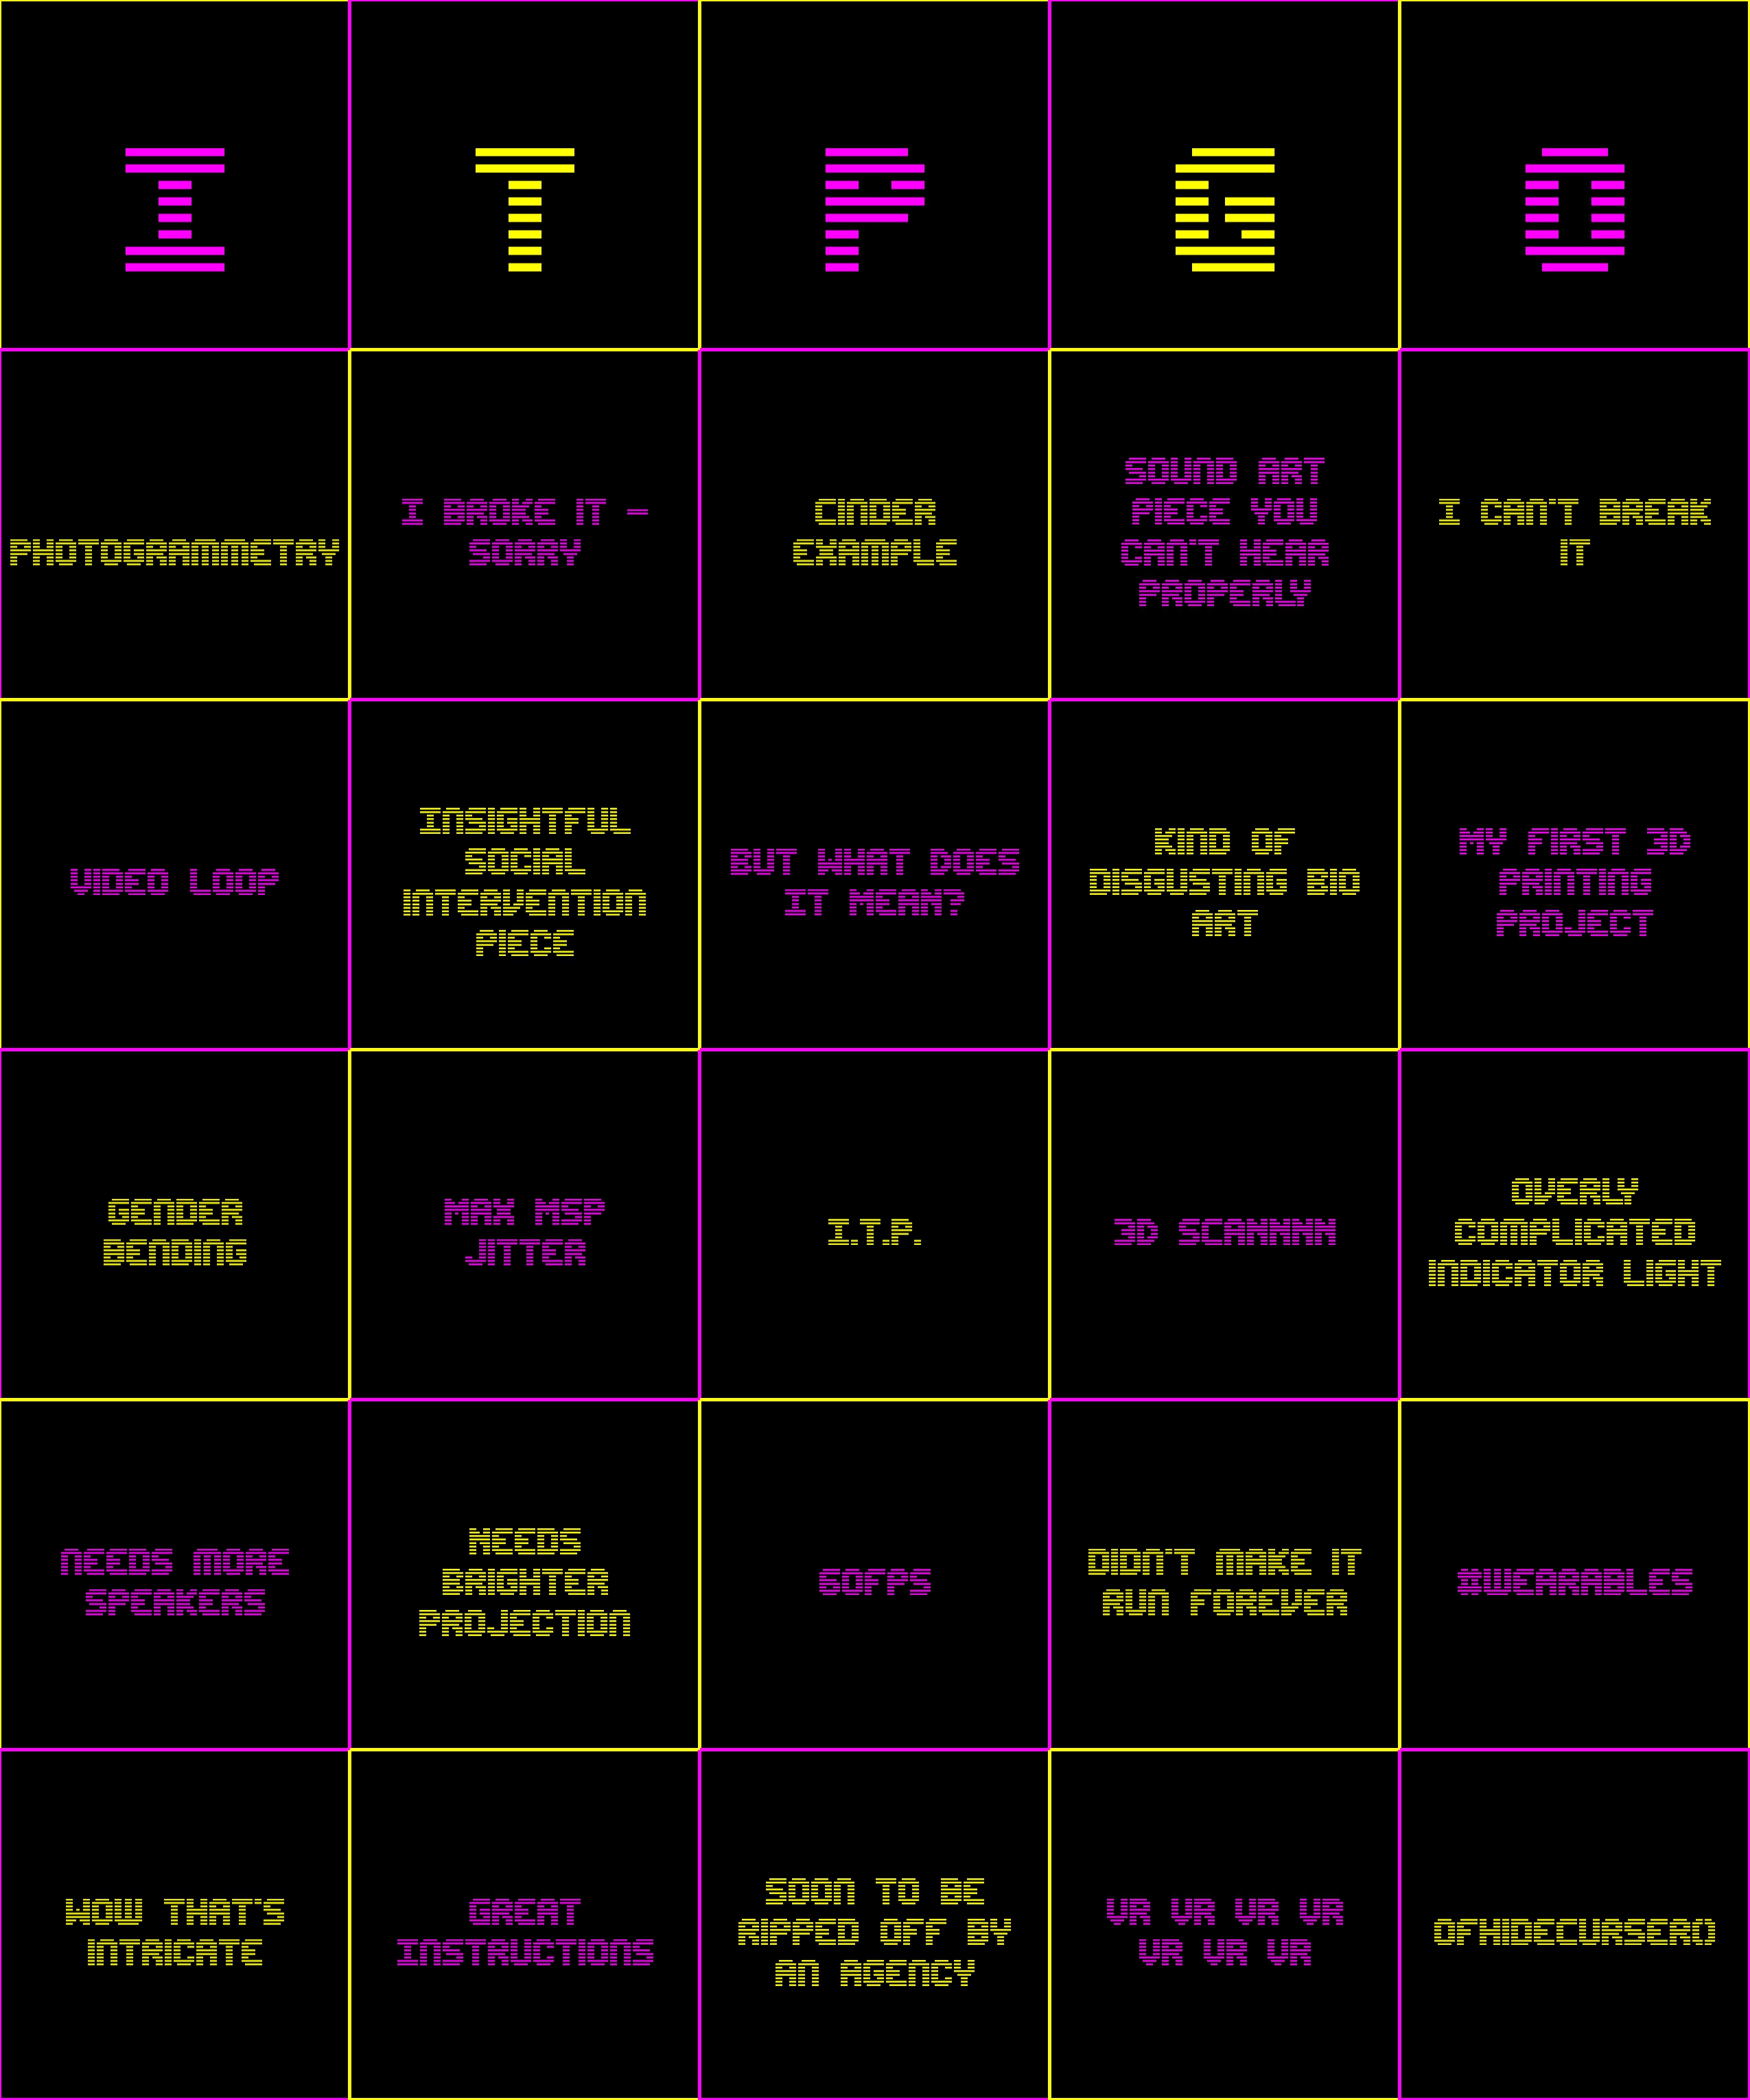 I T P G O
PHOTOGRAMMETRY
I BROKE IT -
SORRY
CINDER
EXAMPLE
SOUND ART
PIECE YOU
CAN'T HEAR
PROPERLY
I CAN'T BREAK
IT
VIDEO LOOP
INSIGHTFUL
SOCIAL
INTERVENTION
PIECE
BUT WHAT DOES
IT MEAN?
KIND OF
DISGUSTING BIO
ART
MY FIRST 3D
PRINTING
PROJECT
GENDER
BENDING
MAX MSP
JITTER
I.T.P.
3D SCANNNN
OVERLY
COMPLICATED
INDICATOR LIGHT
NEEDS MORE
SPEAKERS
NEEDS
BRIGHTER
PROJECTION
60FPS
DIDN'T MAKE IT
RUN FOREVER
#WEARABLES
WOW THAT'S
INTRICATE
GREAT
INSTRUCTIONS
SOON TO BE
RIPPED OFF BY
AN AGENCY
VR VR VR VR
VR VR VR
OFHIDECURSER()